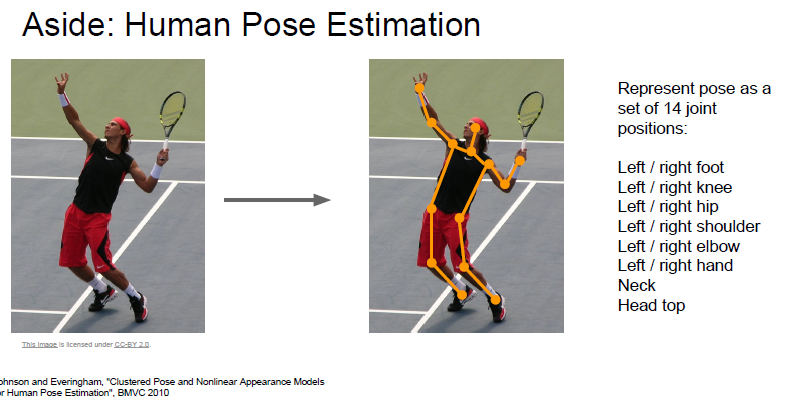 Aside: Human Pose Estimation
Represent pose as a
set of 14 joint
positions:
Left / right foot
Left / right knee
Left / right hip
Left / right shoulder
Left / right elbow
Left / right hand
Neck
Head top
This image is licensed under CC-BY 2.0.
ohnson and Everingham, "Clustered Pose and Nonlinear Appearance Models
or Human Pose Estimation", BMVC 2010